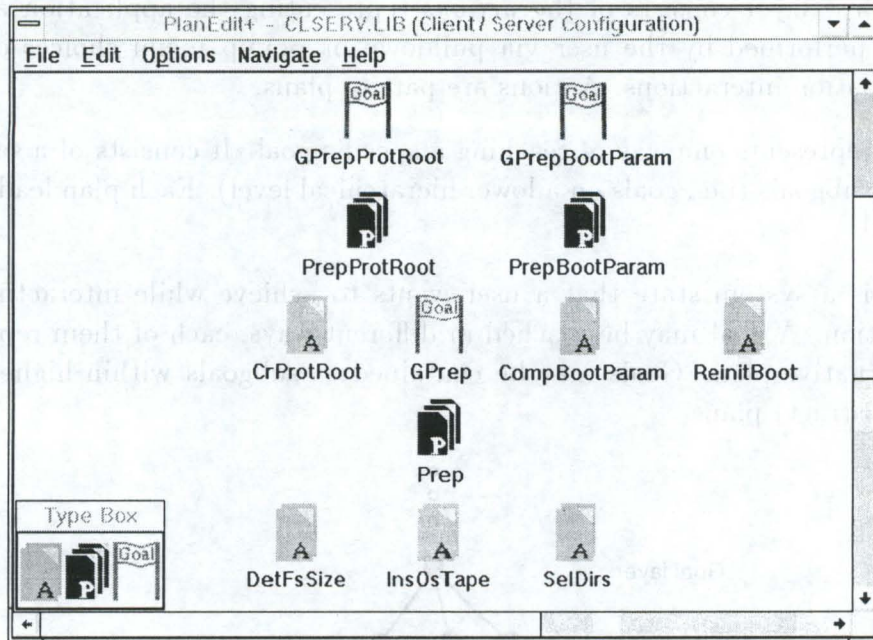 PlanEdit+ - CLSERV.LIB (Client / Server Configuration)
File Edit Options Navigate Help
Goal Goal
GPrepProtRoot GPrepBootParam
P P
PrepProtRoot PrepBootParam
A Goal A A
CrProtRoot GPrep CompBootParam ReinitBoot
P
Prep
Type Box
A P Goal
A A A
DetFsSize InsOsTape SelDirs